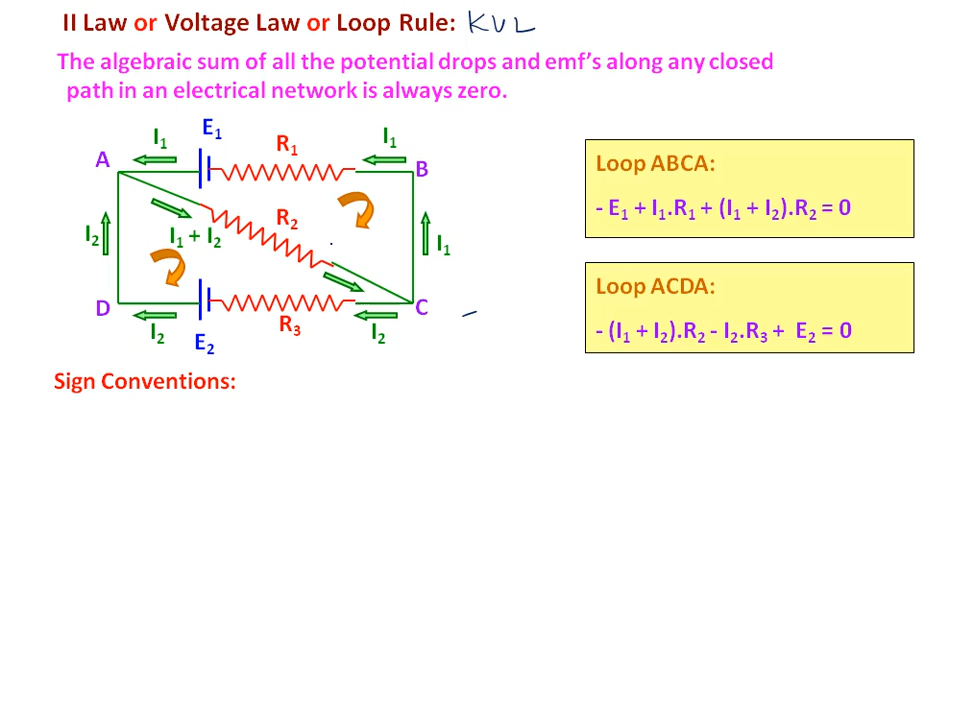 II Law or Voltage Law or Loop Rule: KVL
The algebraic sum of all the potential drops and emf's along any closed
path in an electrical network is always zero.
I₁ E₁ R₁ I₁
A B
Loop ABCA:
- E₁ + I₁.R₁ + (I₁ + I₂).R₂ = 0
R₂
I₂ I₁ + I₂ I₁
Loop ACDA:
- (I₁ + I₂).R₂ - I₂.R₃ + E₂ = 0
D C
I₂ E₂ R₃ I₂
Sign Conventions: